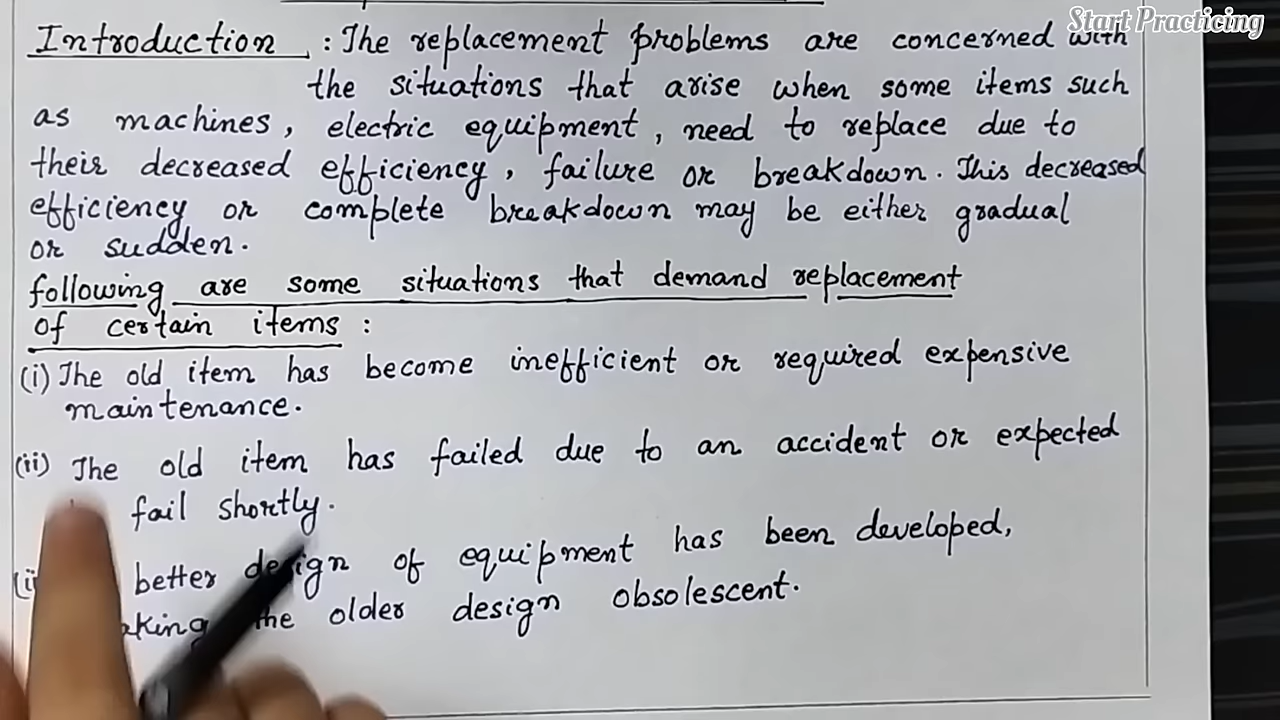 Start Practicing
Introduction : The replacement problems are concerned with
the situations that arise when some items such
as machines, electric equipment, need to replace due to
their decreased efficiency, failure or breakdown. This decreased
efficiency or complete breakdown may be either gradual
or sudden.
following are some situations that demand replacement
of certain items :
(i) The old item has become inefficient or required expensive
maintenance.
(ii) The old item has failed due to an accident or expected
fail shortly.
better design of equipment has been developed,
the older design obsolescent.